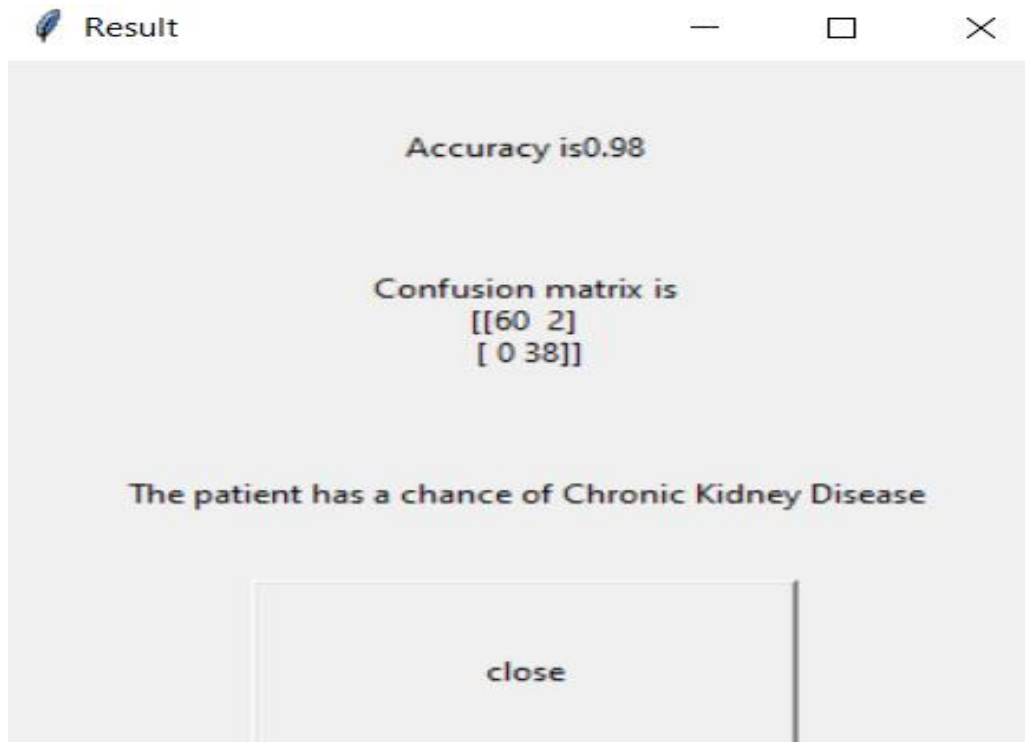 Result
Accuracy is0.98
Confusion matrix is
[[60  2]
[ 0 38]]
The patient has a chance of Chronic Kidney Disease
close